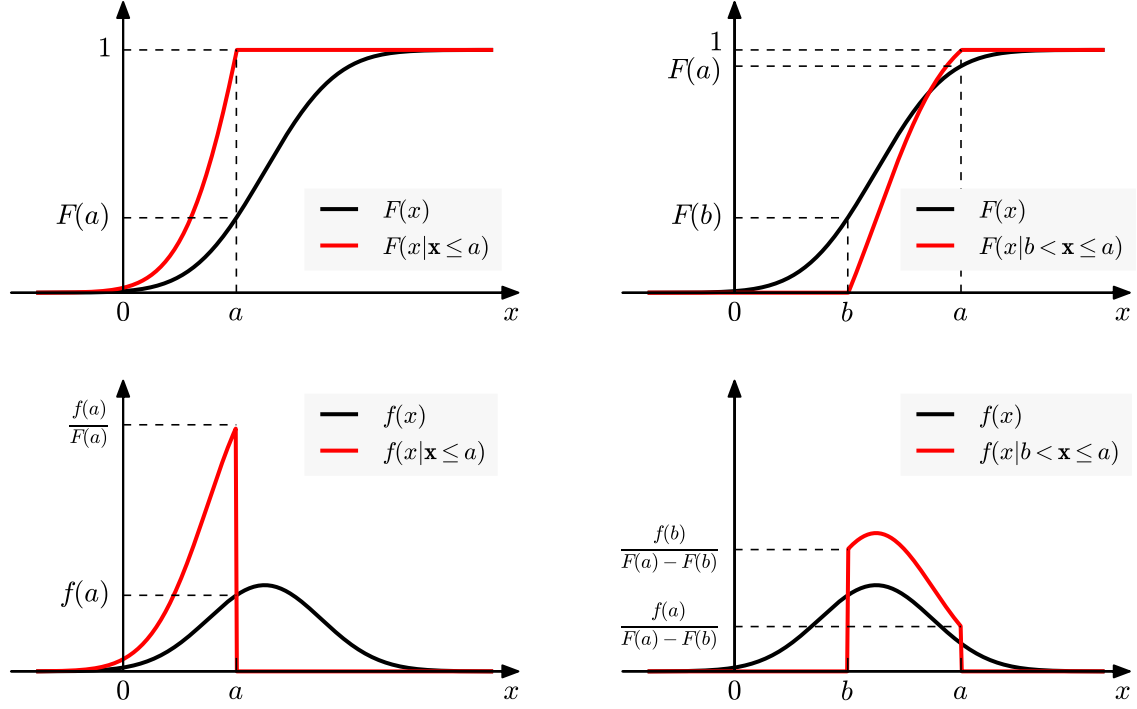 1
F(a)
F(x)
F(x|x ≤ a)
0
a
x
1
F(a)
F(b)
F(x)
F(x|b < x ≤ a)
0
b
a
x
f(a)
F(a)
f(a)
f(x)
f(x|x ≤ a)
0
a
x
f(b)
F(a) − F(b)
f(a)
F(a) − F(b)
f(x)
f(x|b < x ≤ a)
0
b
a
x